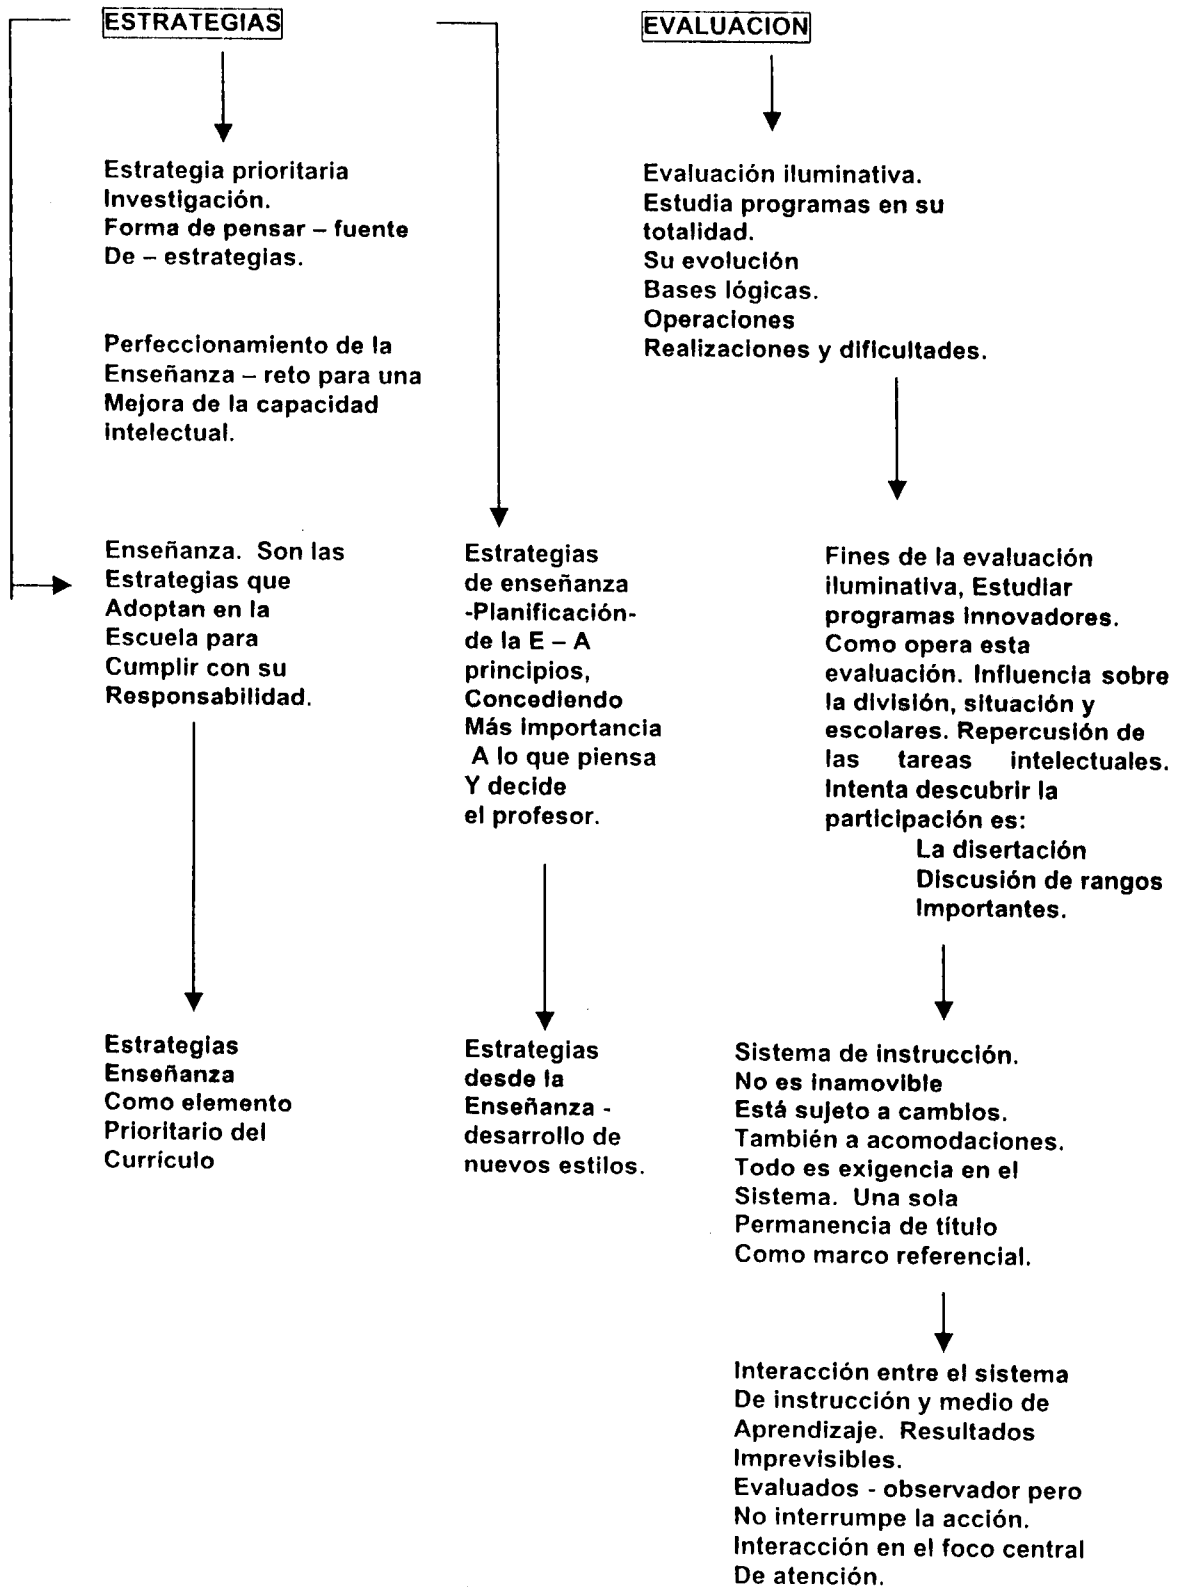 ESTRATEGIAS
Estrategia prioritaria
Investigación.
Forma de pensar – fuente
De – estrategias.
Perfeccionamiento de la
Enseñanza – reto para una
Mejora de la capacidad
intelectual.
Enseñanza. Son las
Estrategias que
Adoptan en la
Escuela para
Cumplir con su
Responsabilidad.
Estrategias
Enseñanza
Como elemento
Prioritario del
Currículo
Estrategias
de enseñanza
-Planificación-
de la E – A
principios,
Concediendo
Más importancia
A lo que piensa
Y decide
el profesor.
Estrategias
desde la
Enseñanza -
desarrollo de
nuevos estilos.
EVALUACION
Evaluación iluminativa.
Estudia programas en su
totalidad.
Su evolución
Bases lógicas.
Operaciones
Realizaciones y dificultades.
Fines de la evaluación
iluminativa, Estudiar
programas innovadores.
Como opera esta
evaluación. Influencia sobre
la división, situación y
escolares. Repercusión de
las tareas intelectuales.
Intenta descubrir la
participación es:
La disertación
Discusión de rangos
Importantes.
Sistema de instrucción.
No es inamovible
Está sujeto a cambios.
También a acomodaciones.
Todo es exigencia en el
Sistema. Una sola
Permanencia de título
Como marco referencial.
Interacción entre el sistema
De instrucción y medio de
Aprendizaje. Resultados
Imprevisibles.
Evaluados - observador pero
No interrumpe la acción.
Interacción en el foco central
De atención.